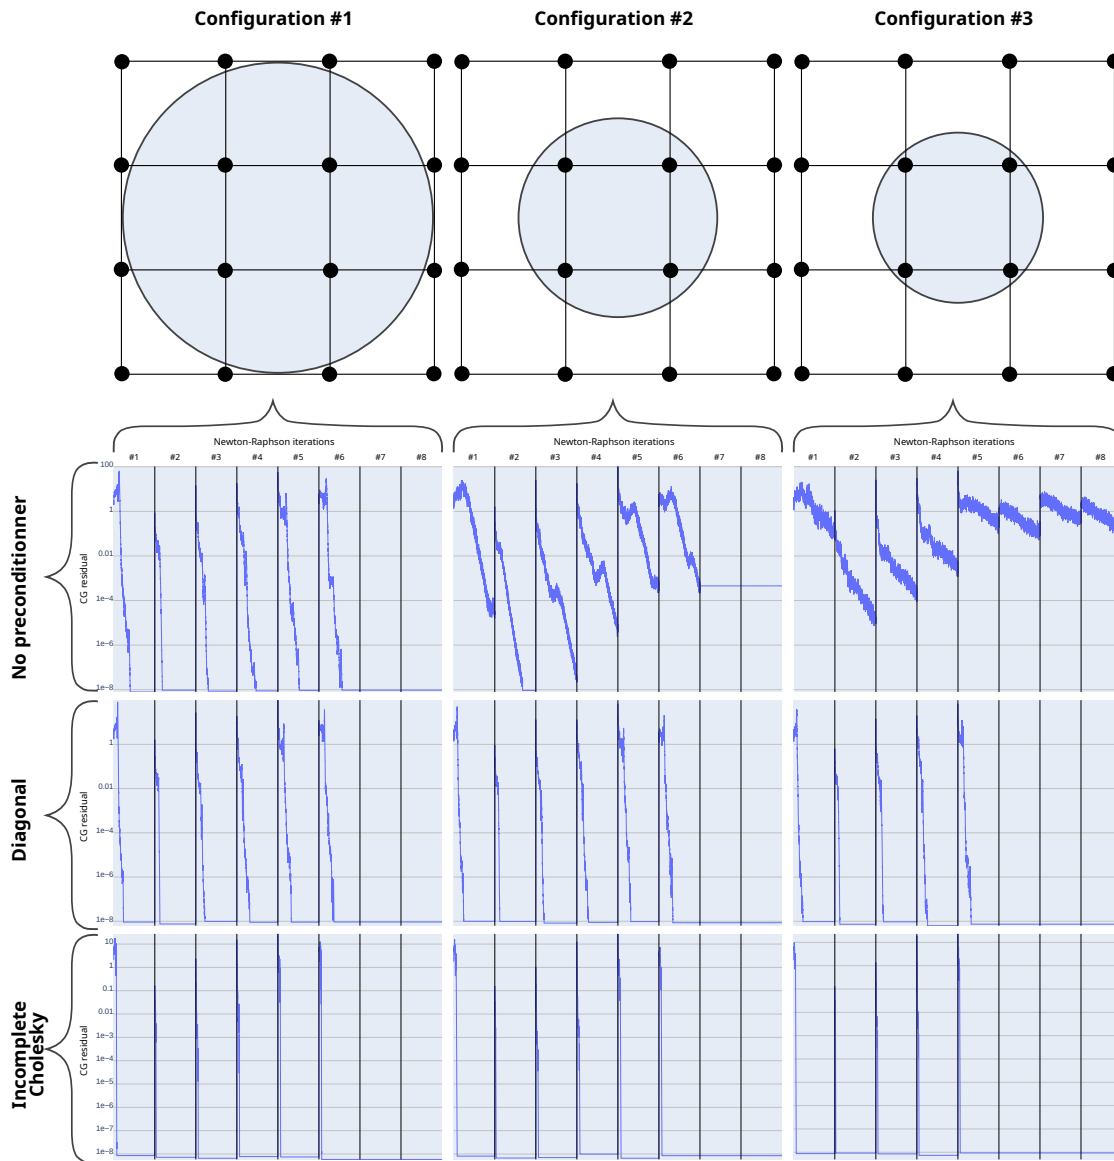 Configuration #1
Configuration #2
Configuration #3
Newton-Raphson iterations
Newton-Raphson iterations
Newton-Raphson iterations
#1 #2 #3 #4 #5 #6 #7 #8
#1 #2 #3 #4 #5 #6 #7 #8
#1 #2 #3 #4 #5 #6 #7 #8
No preconditionner
CG residual
100
1
0.01
1e−4
1e−6
1e−8
Diagonal
CG residual
1
0.01
1e−4
1e−6
1e−8
Incomplete
Cholesky
CG residual
10
1
0.1
0.01
1e−3
1e−4
1e−5
1e−6
1e−7
1e−8